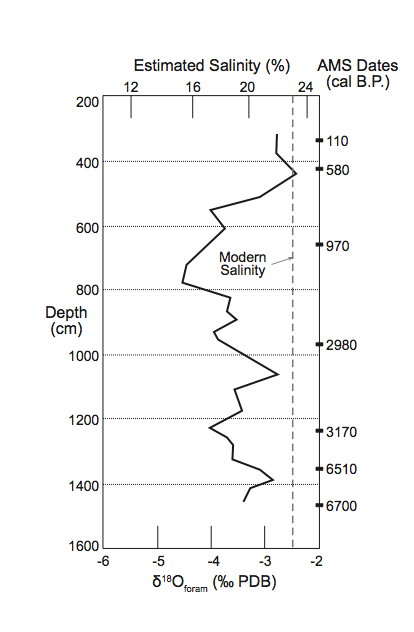 Estimated Salinity (%)
AMS Dates
(cal B.P.)
12 16 20 24
200
110
400
580
600
970
Modern
Salinity
800
Depth
(cm)
2980
1000
1200
3170
6510
1400
6700
1600
-6 -5 -4 -3 -2
δ¹⁸Oforam (‰ PDB)